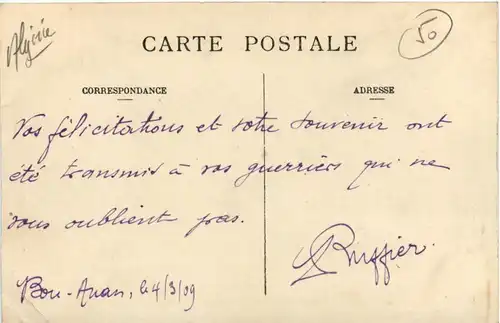 Algérie
50
CARTE POSTALE
CORRESPONDANCE
ADRESSE
Vos félicitations et votre souvenir ont
été transmis à vos guerriers qui ne
vous oublient pas.
Ruffier.
Bou-Anan, le 4/3/09